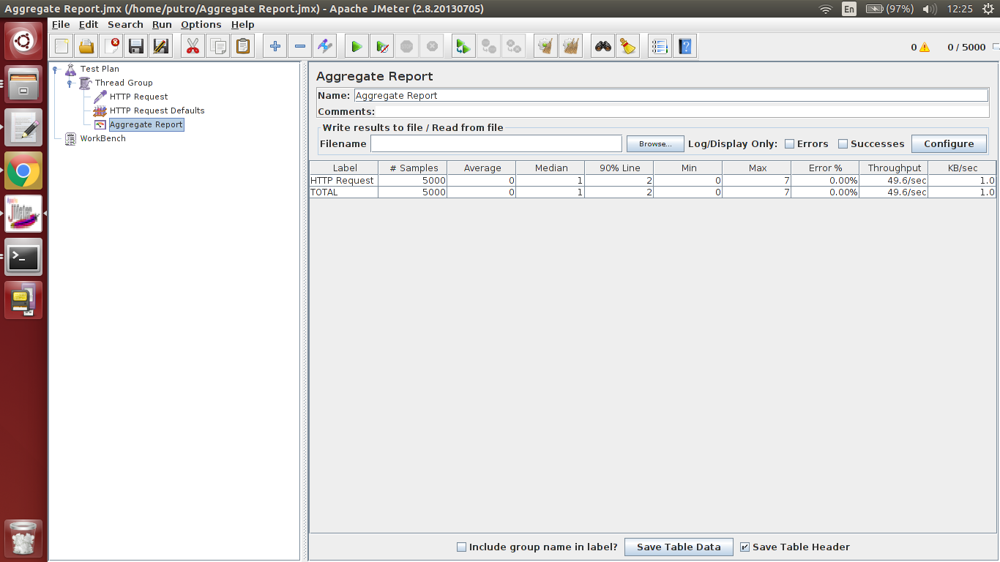 Aggregate Report.jmx (/home/putro/Aggregate Report.jmx) - Apache JMeter (2.8.20130705) En (97%) 12:25
File Edit Search Run Options Help
0 0 / 5000
Test Plan
Thread Group
HTTP Request
HTTP Request Defaults
Aggregate Report
WorkBench
Aggregate Report
Name: Aggregate Report
Comments:
Write results to file / Read from file
Filename Browse... Log/Display Only: Errors Successes Configure
Label # Samples Average Median 90% Line Min Max Error % Throughput KB/sec
HTTP Request 5000 0 1 2 0 7 0.00% 49.6/sec 1.0
TOTAL 5000 0 1 2 0 7 0.00% 49.6/sec 1.0
Include group name in label? Save Table Data Save Table Header